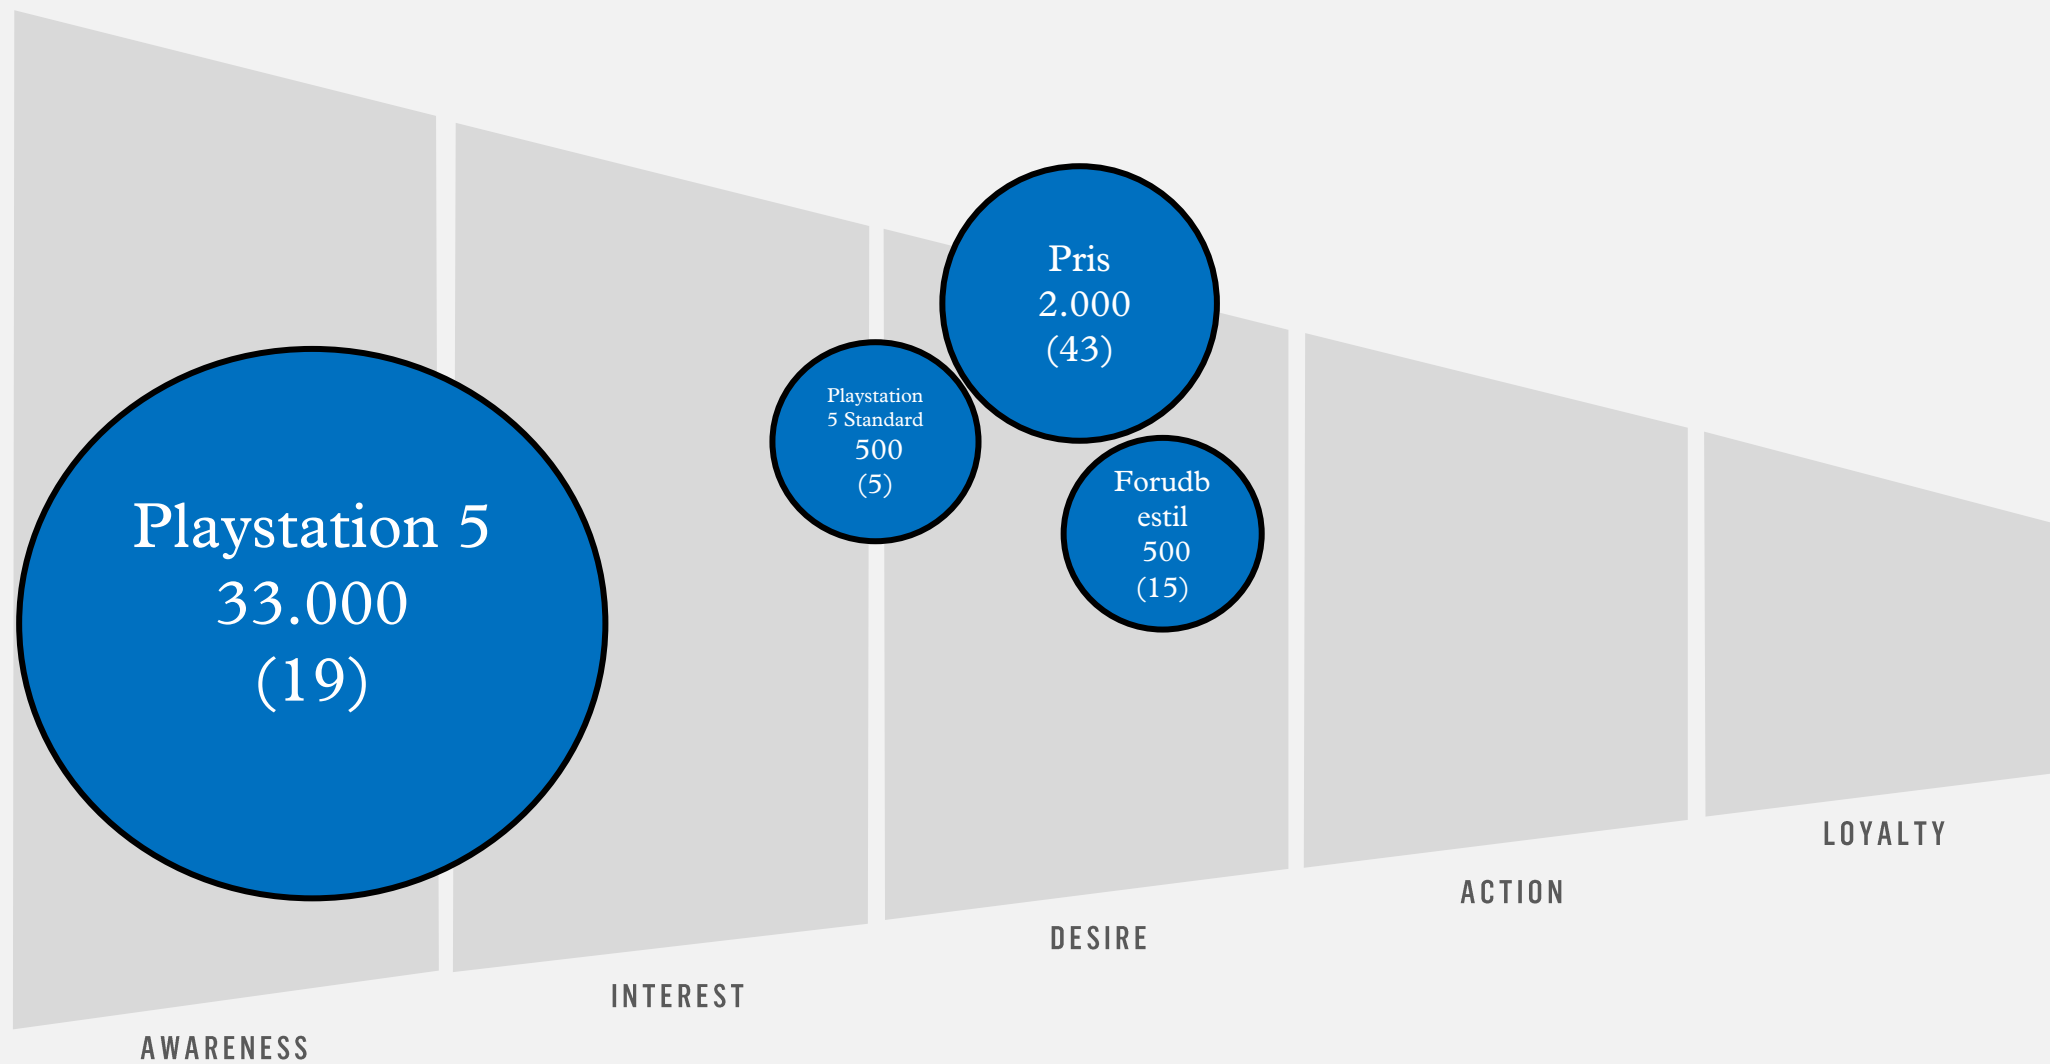 Playstation 5
33.000
(19)
Playstation
5 Standard
500
(5)
Pris
2.000
(43)
Forudb
estil
500
(15)
AWARENESS
INTEREST
DESIRE
ACTION
LOYALTY